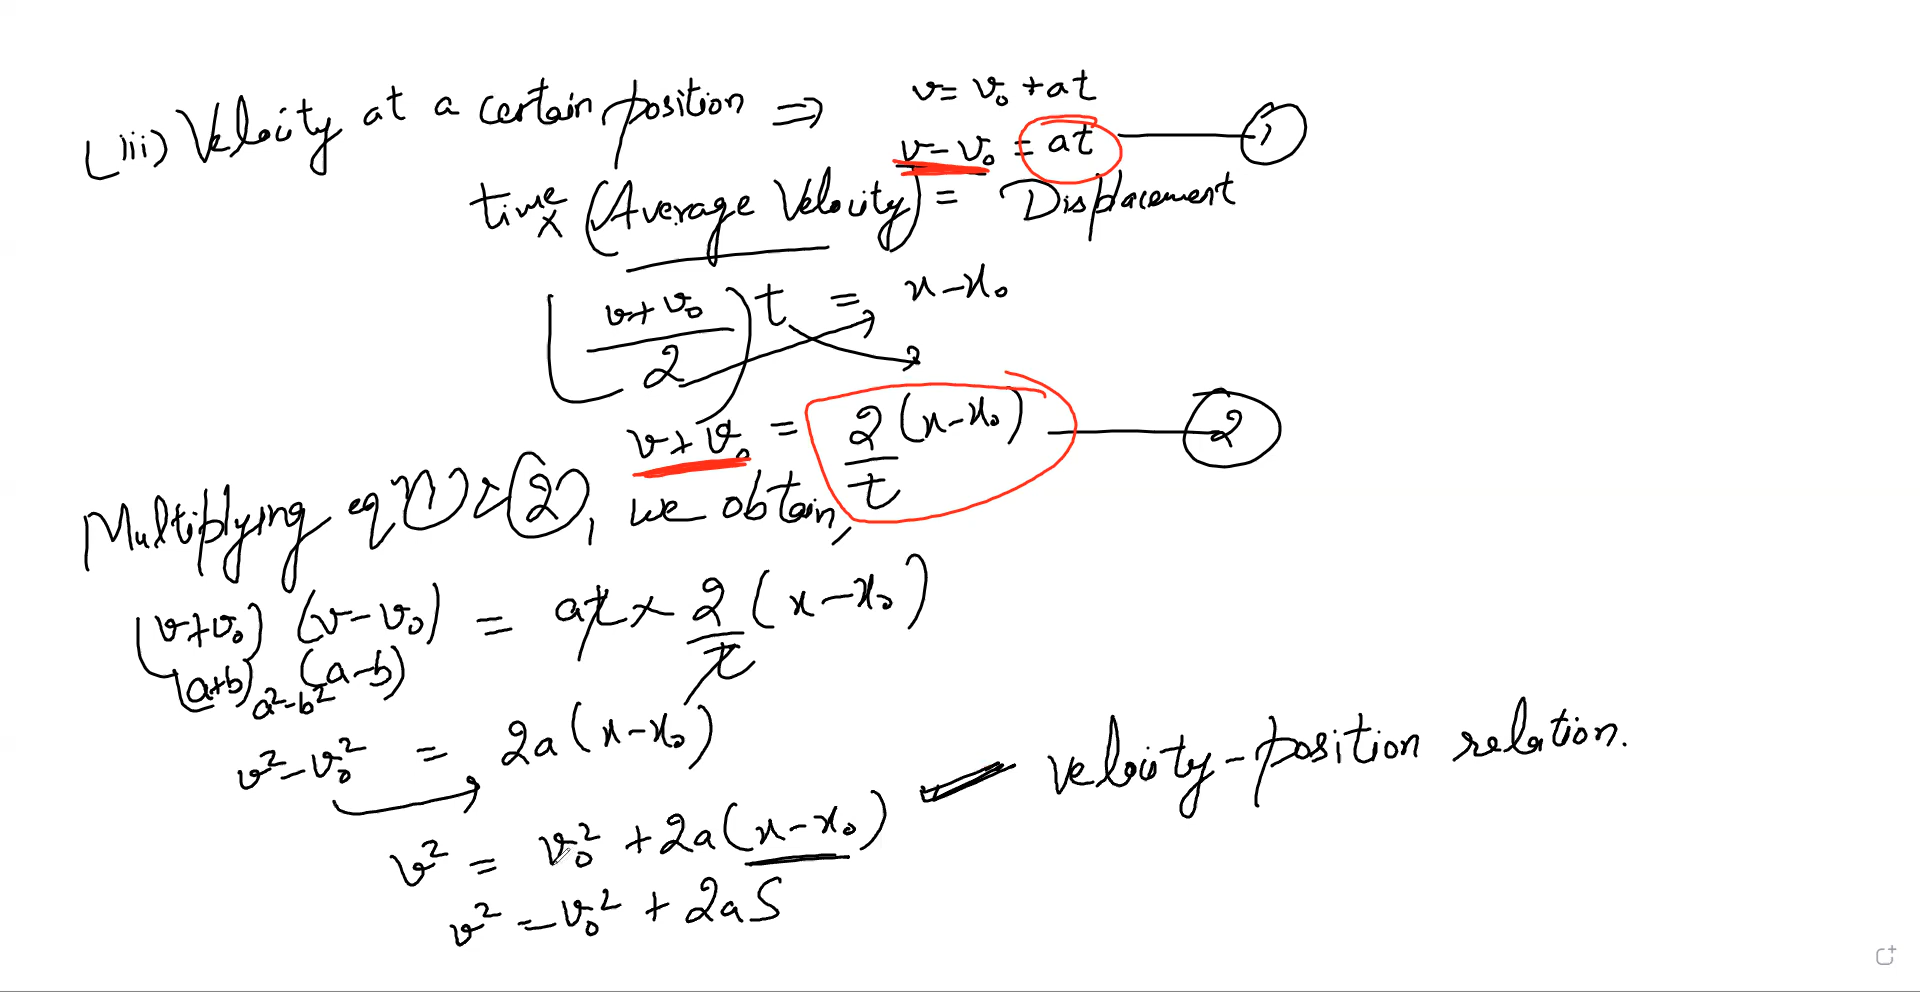 (iii) Velocity at a certain position ⇒ v = v₀ + at
v - v₀ = at —— 1
time × (Average Velocity) = Displacement
((v + v₀)/2) t = x - x₀
v + v₀ = 2/t (x - x₀) —— 2
Multiplying eq 1 & 2, we obtain,
(v + v₀) (v - v₀) = at × 2/t (x - x₀)
(a+b) (a-b)
a² - b²
v² - v₀² = 2a (x - x₀)
velocity - position relation.
v² = v₀² + 2a (x - x₀)
v² = v₀² + 2aS